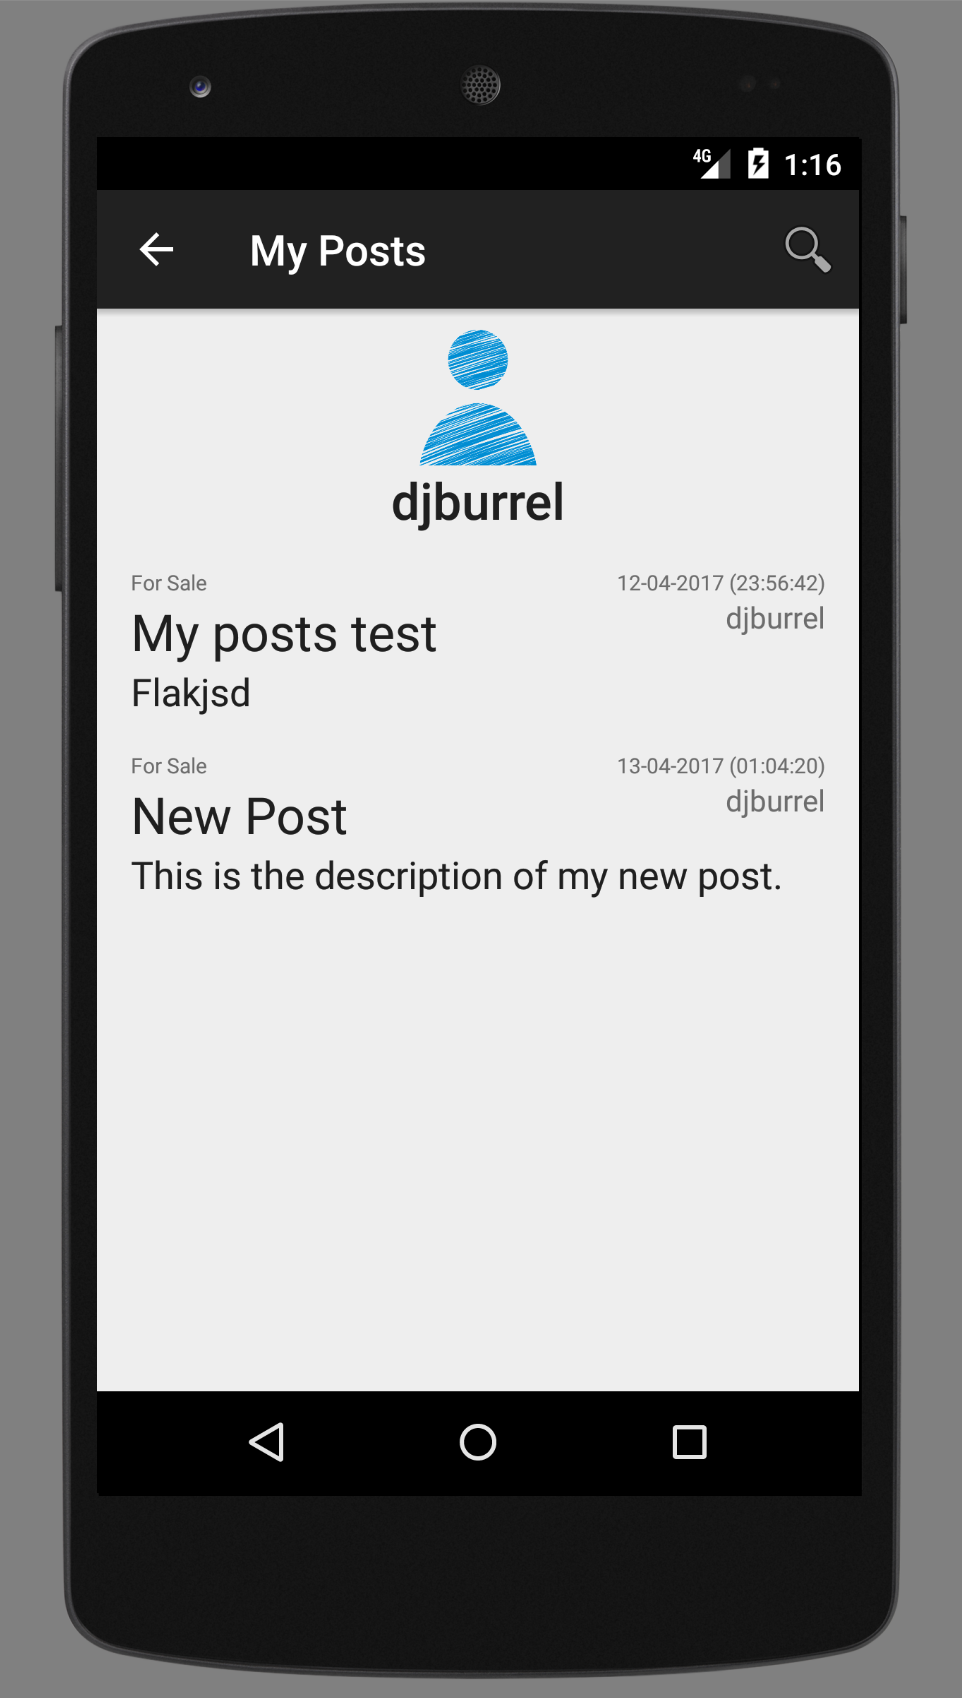 4G 1:16
My Posts
djburrel
For Sale 12-04-2017 (23:56:42)
My posts test djburrel
Flakjsd
For Sale 13-04-2017 (01:04:20)
New Post djburrel
This is the description of my new post.